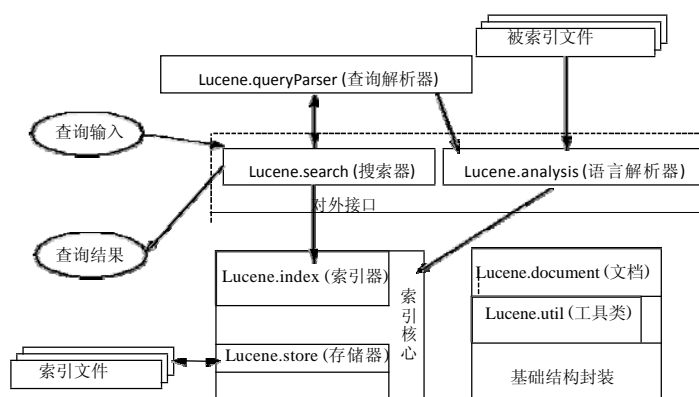 被索引文件
Lucene.queryParser (查询解析器)
查询输入
Lucene.search (搜索器)
Lucene.analysis (语言解析器)
对外接口
查询结果
Lucene.index (索引器)
索引核心
Lucene.document (文档)
Lucene.util (工具类)
Lucene.store (存储器)
索引文件
基础结构封装